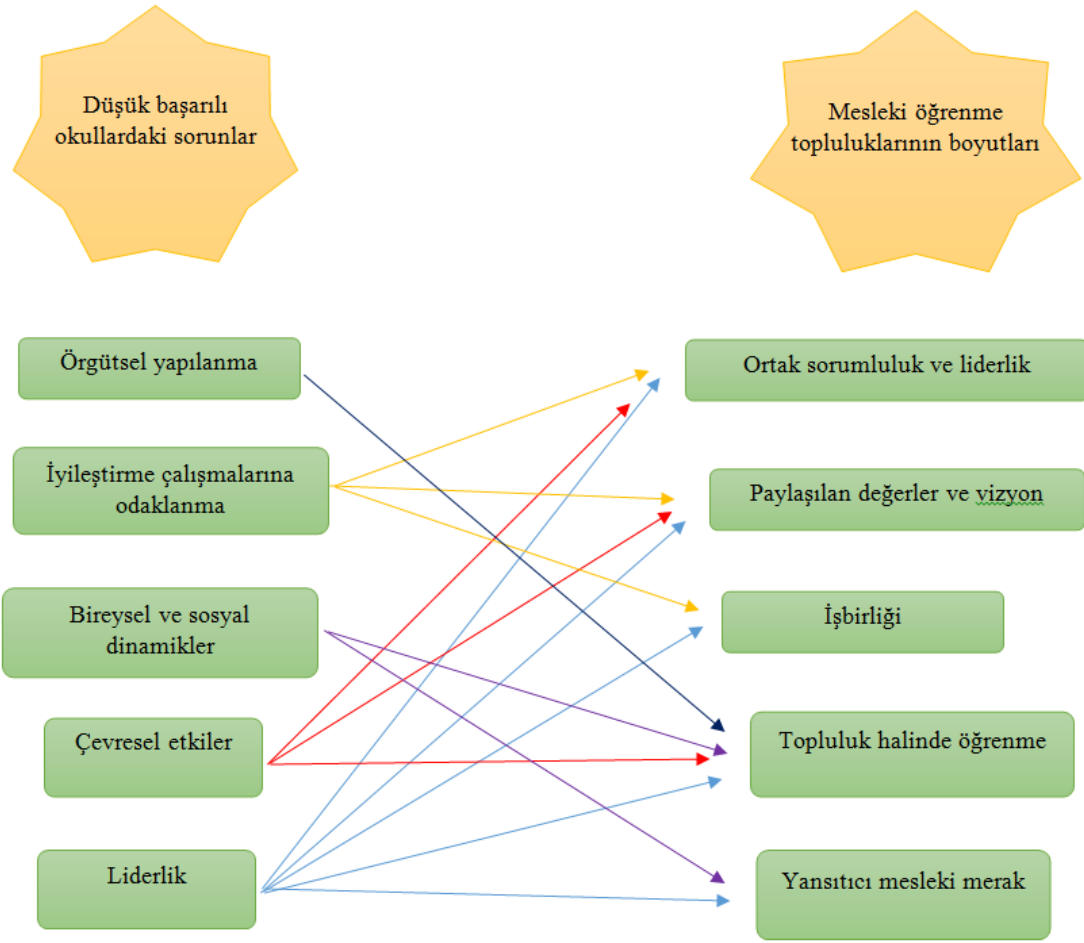 Düşük başarılı
okullardaki sorunlar
Mesleki öğrenme
topluluklarının boyutları
Örgütsel yapılanma
İyileştirme çalışmalarına
odaklanma
Bireysel ve sosyal
dinamikler
Çevresel etkiler
Liderlik
Ortak sorumluluk ve liderlik
Paylaşılan değerler ve vizyon
İşbirliği
Topluluk halinde öğrenme
Yansıtıcı mesleki merak